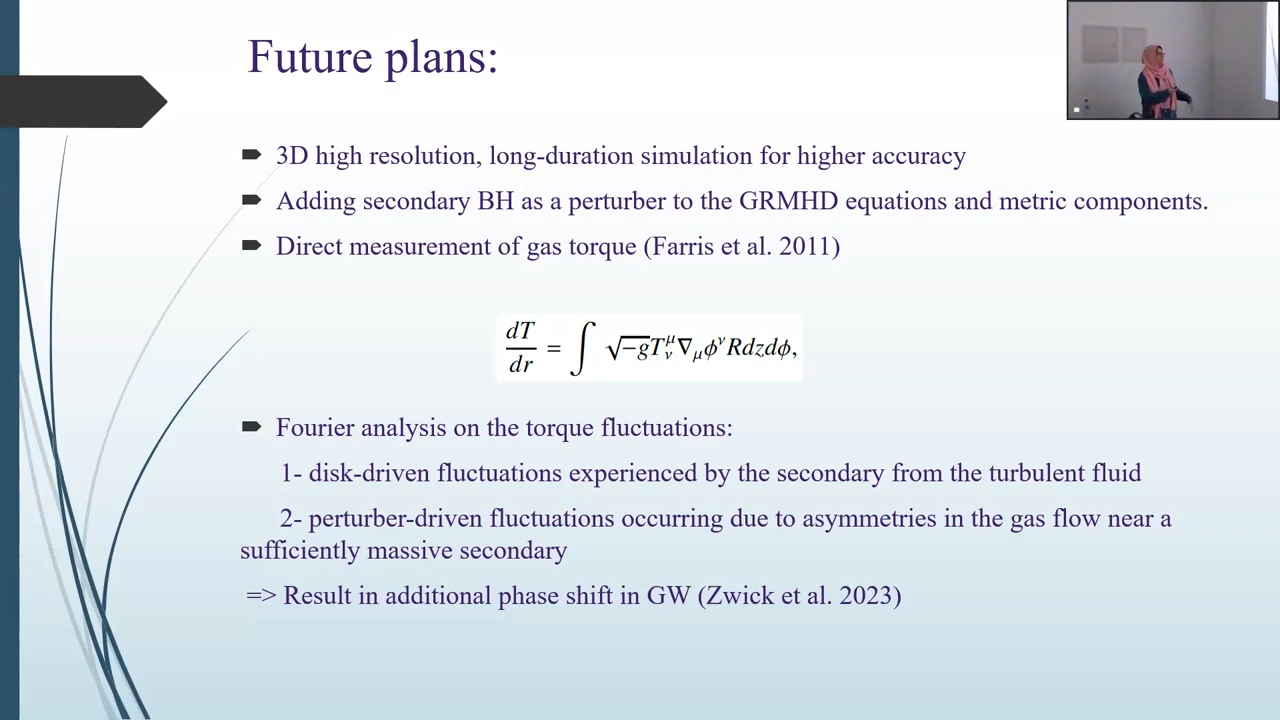 Future plans:
3D high resolution, long-duration simulation for higher accuracy
Adding secondary BH as a perturber to the GRMHD equations and metric components.
Direct measurement of gas torque (Farris et al. 2011)
dT/dr = ∫ √−g T^μ_ν ∇_μ ϕ^ν R dz dϕ,
Fourier analysis on the torque fluctuations:
1- disk-driven fluctuations experienced by the secondary from the turbulent fluid
2- perturber-driven fluctuations occurring due to asymmetries in the gas flow near a
sufficiently massive secondary
=> Result in additional phase shift in GW (Zwick et al. 2023)